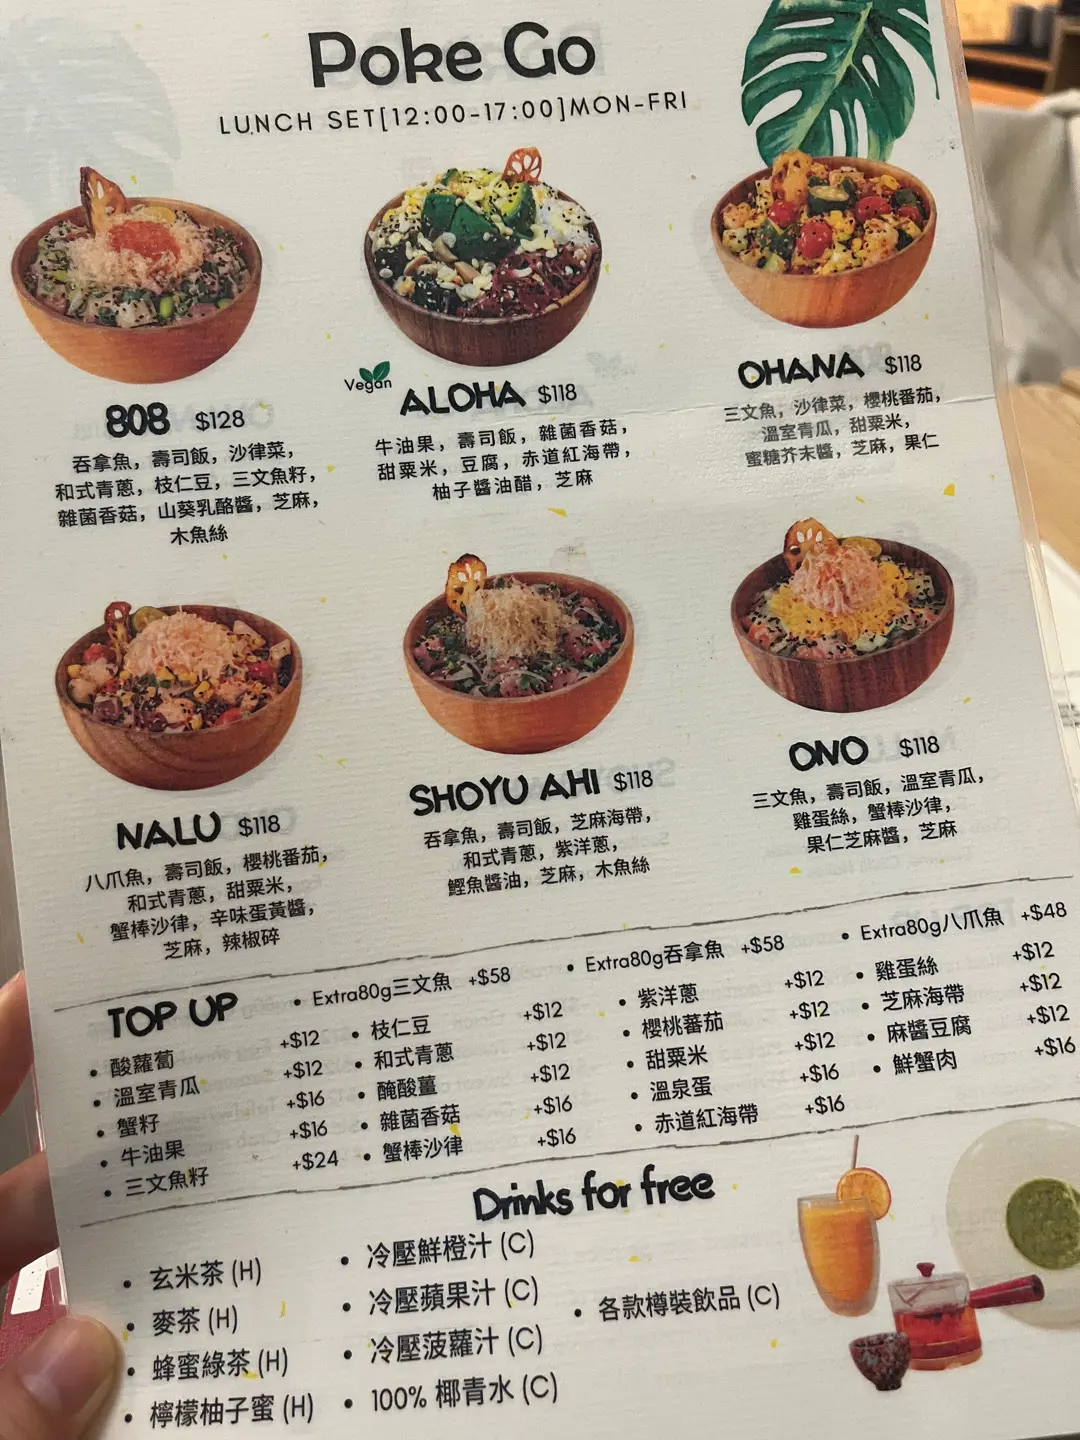 Poke Go
LUNCH SET[12:00-17:00]MON-FRI
808 $128
吞拿魚，壽司飯，沙律菜，
和式青蔥，枝仁豆，三文魚籽，
雜菌香菇，山葵乳酪醬，芝麻，
木魚絲
Vegan
ALOHA $118
牛油果，壽司飯，雜菌香菇，
甜粟米，豆腐，赤道紅海帶，
柚子醬油醋，芝麻
OHANA $118
三文魚，沙律菜，櫻桃番茄，
溫室青瓜，甜粟米，
蜜糖芥末醬，芝麻，果仁
NALU $118
八爪魚，壽司飯，櫻桃番茄，
和式青蔥，甜粟米，
蟹棒沙律，辛味蛋黃醬，
芝麻，辣椒碎
SHOYU AHI $118
吞拿魚，壽司飯，芝麻海帶，
和式青蔥，紫洋蔥，
鰹魚醬油，芝麻，木魚絲
ONO $118
三文魚，壽司飯，溫室青瓜，
雞蛋絲，蟹棒沙律，
果仁芝麻醬，芝麻
TOP UP
• Extra80g三文魚 +$58
• Extra80g吞拿魚 +$58
• Extra80g八爪魚 +$48
• 酸蘿蔔 +$12
• 溫室青瓜 +$12
• 蟹籽 +$16
• 牛油果 +$16
• 三文魚籽 +$24
• 枝仁豆 +$12
• 和式青蔥 +$12
• 醃酸薑 +$12
• 雜菌香菇 +$16
• 蟹棒沙律 +$16
• 紫洋蔥 +$12
• 櫻桃蕃茄 +$12
• 甜粟米 +$12
• 溫泉蛋 +$16
• 赤道紅海帶 +$16
• 雞蛋絲 +$12
• 芝麻海帶 +$12
• 麻醬豆腐 +$12
• 鮮蟹肉 +$16
Drinks for free
• 玄米茶 (H)
• 麥茶 (H)
• 蜂蜜綠茶 (H)
• 檸檬柚子蜜 (H)
• 冷壓鮮橙汁 (C)
• 冷壓蘋果汁 (C)
• 冷壓菠蘿汁 (C)
• 100% 椰青水 (C)
• 各款樽裝飲品 (C)